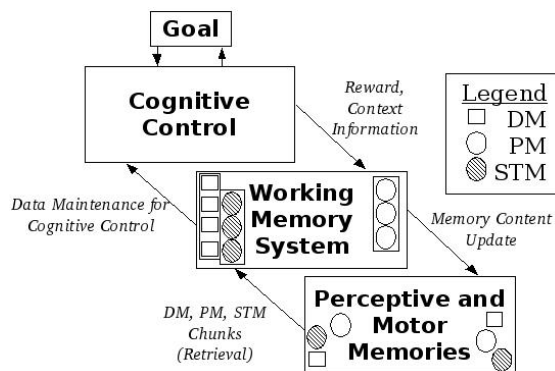 Goal
Cognitive
Control
Reward,
Context
Information
Legend
DM
PM
STM
Data Maintenance for
Cognitive Control
Working
Memory
System
Memory Content
Update
DM, PM, STM
Chunks
(Retrieval)
Perceptive and
Motor
Memories